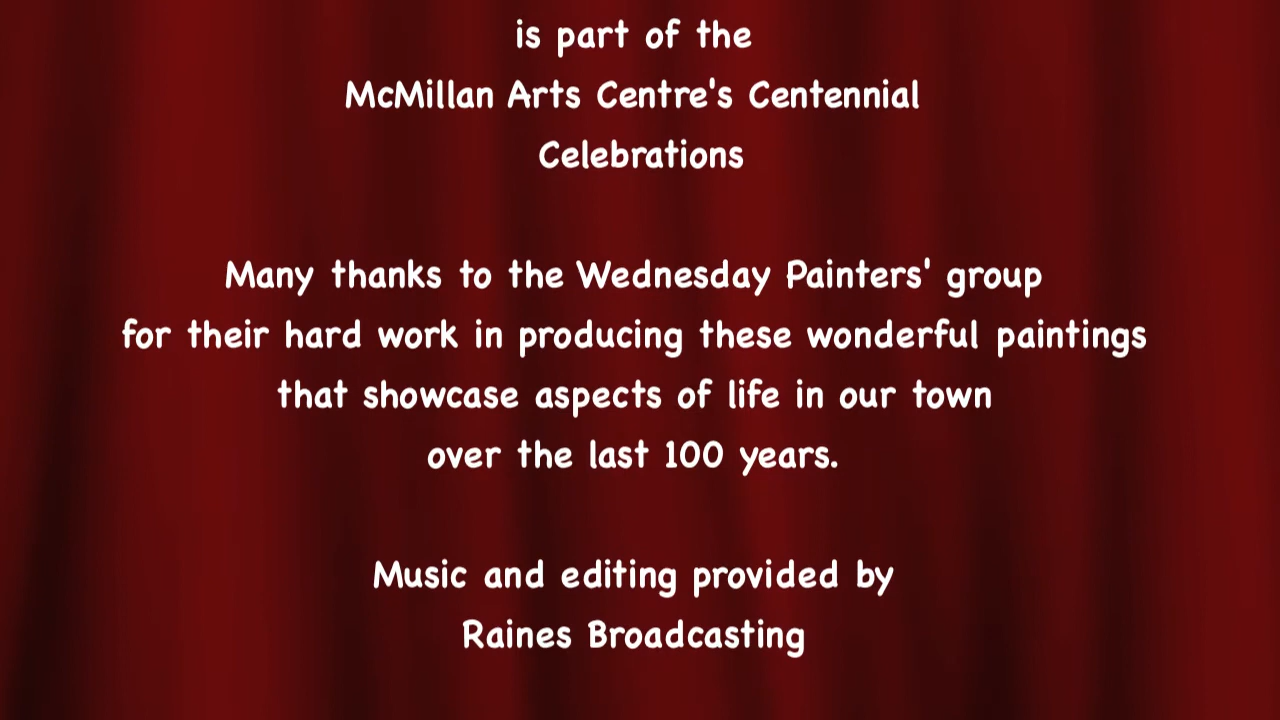 is part of the
McMillan Arts Centre's Centennial
Celebrations
Many thanks to the Wednesday Painters' group
for their hard work in producing these wonderful paintings
that showcase aspects of life in our town
over the last 100 years.
Music and editing provided by
Raines Broadcasting